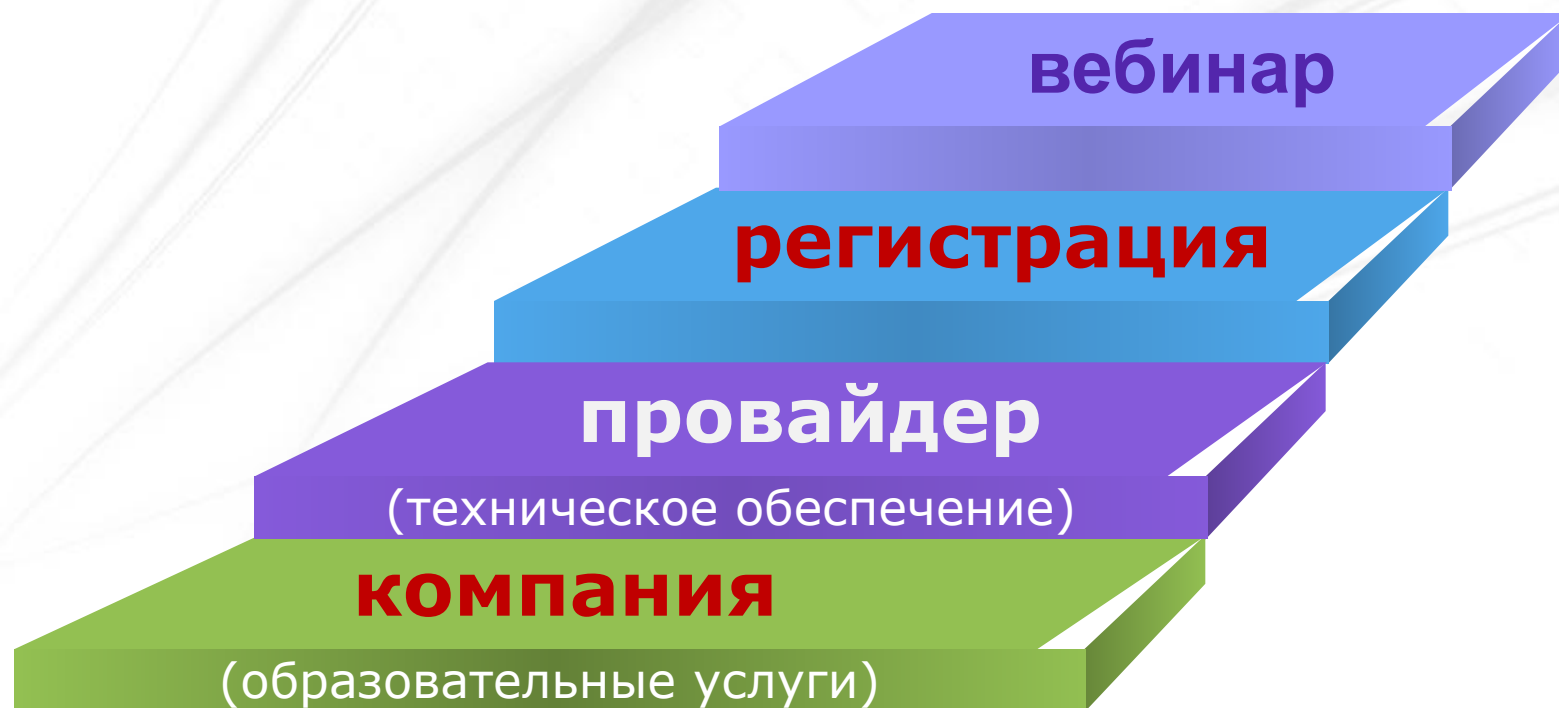 вебинар
регистрация
провайдер
(техническое обеспечение)
компания
(образовательные услуги)